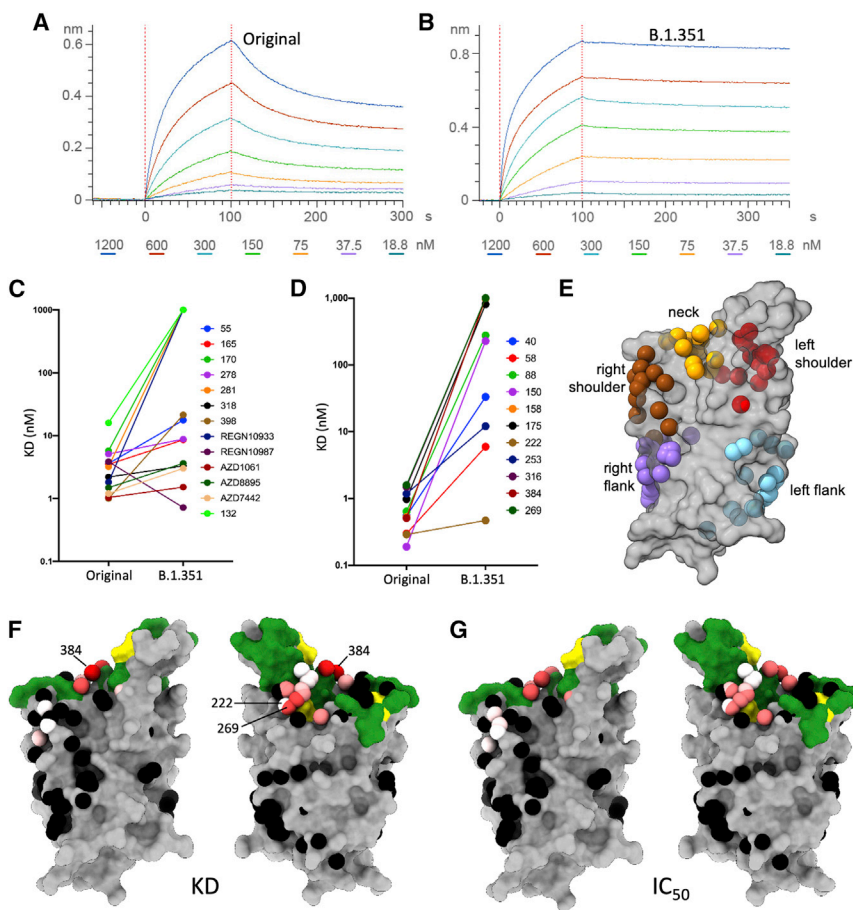 A
nm
Original
0.6
0.4
0.2
0
0 100 200 300 s
1200 600 300 150 75 37.5 18.8 nM
B
nm
B.1.351
0.8
0.4
0
0 100 200 300 s
1200 600 300 150 75 37.5 18.8 nM
C
KD (nM)
1000
100
10
1
0.1
Original B.1.351
55
165
170
278
281
318
398
REGN10933
REGN10987
AZD1061
AZD8895
AZD7442
132
D
KD (nM)
1,000
100
10
1
0.1
Original B.1.351
40
58
88
150
158
175
222
253
316
384
269
E
neck
left
shoulder
right
shoulder
right
flank
left flank
F
384
384
222
269
KD
G
IC50